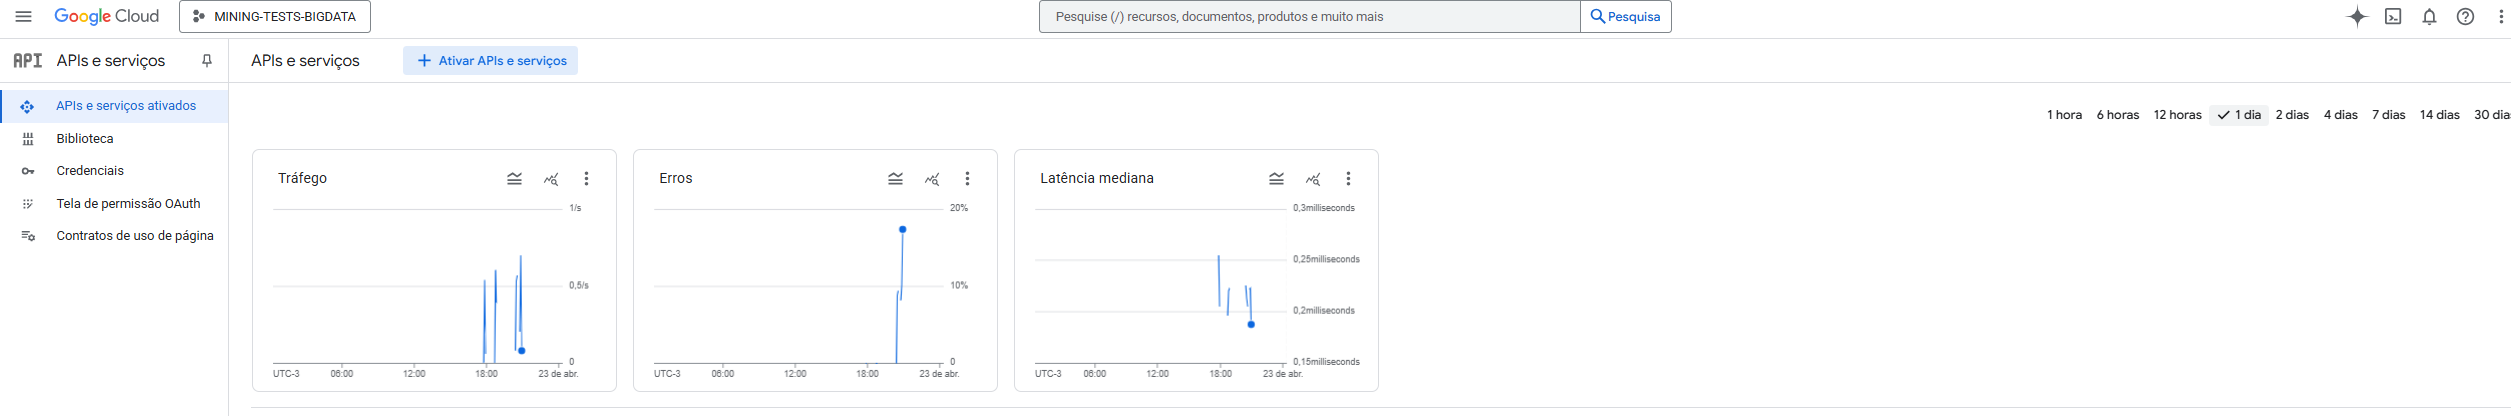 Google Cloud
MINING-TESTS-BIGDATA
Pesquise (/) recursos, documentos, produtos e muito mais
Pesquisa
API
APIs e serviços
APIs e serviços
Ativar APIs e serviços
APIs e serviços ativados
Biblioteca
Credenciais
Tela de permissão OAuth
Contratos de uso de página
1 hora 6 horas 12 horas 1 dia 2 dias 4 dias 7 dias 14 dias 30 dias
Tráfego
1/s
0,5/s
0
UTC-3 06:00 12:00 18:00 23 de abr.
Erros
20%
10%
0
UTC-3 06:00 12:00 18:00 23 de abr.
Latência mediana
0,3milliseconds
0,25milliseconds
0,2milliseconds
0,15milliseconds
UTC-3 06:00 12:00 18:00 23 de abr.